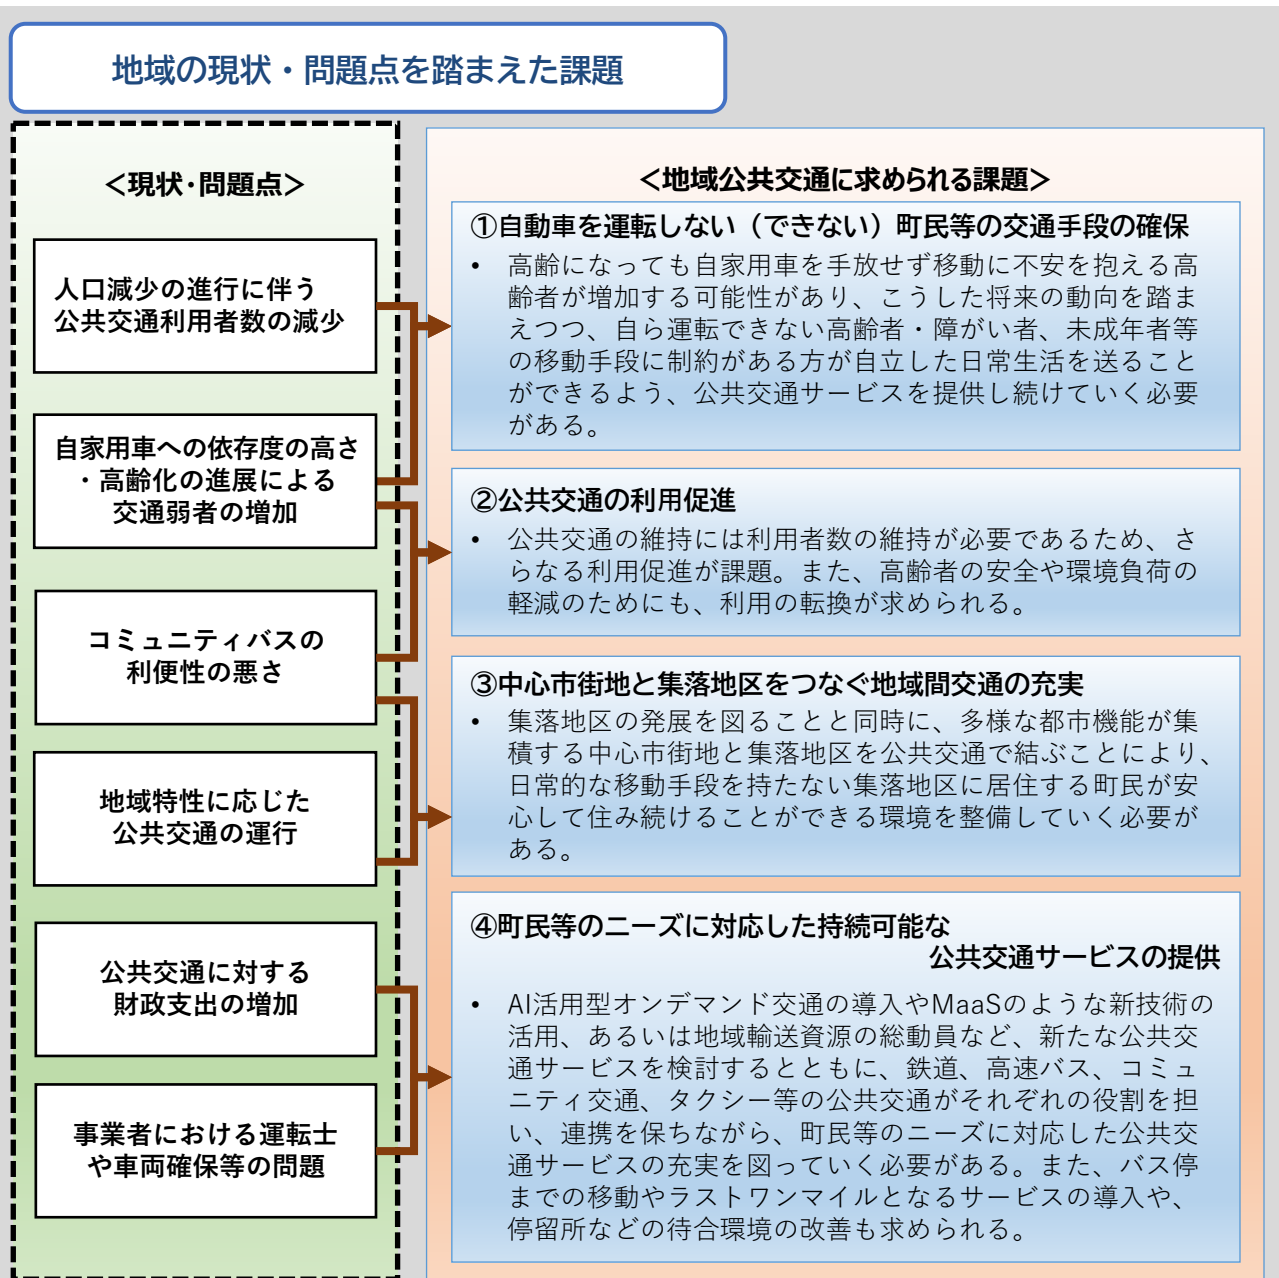 地域の現状・問題点を踏まえた課題
＜現状・問題点＞
人口減少の進行に伴う
公共交通利用者数の減少
自家用車への依存度の高さ
・高齢化の進展による
交通弱者の増加
コミュニティバスの
利便性の悪さ
地域特性に応じた
公共交通の運行
公共交通に対する
財政支出の増加
事業者における運転士
や車両確保等の問題
＜地域公共交通に求められる課題＞
①自動車を運転しない（できない）町民等の交通手段の確保
• 高齢になっても自家用車を手放せず移動に不安を抱える高
齢者が増加する可能性があり、こうした将来の動向を踏ま
えつつ、自ら運転できない高齢者・障がい者、未成年者等
の移動手段に制約がある方が自立した日常生活を送ること
ができるよう、公共交通サービスを提供し続けていく必要
がある。
②公共交通の利用促進
• 公共交通の維持には利用者数の維持が必要であるため、さ
らなる利用促進が課題。また、高齢者の安全や環境負荷の
軽減のためにも、利用の転換が求められる。
③中心市街地と集落地区をつなぐ地域間交通の充実
• 集落地区の発展を図ることと同時に、多様な都市機能が集
積する中心市街地と集落地区を公共交通で結ぶことにより、
日常的な移動手段を持たない集落地区に居住する町民が安
心して住み続けることができる環境を整備していく必要が
ある。
④町民等のニーズに対応した持続可能な
公共交通サービスの提供
• AI活用型オンデマンド交通の導入やMaaSのような新技術の
活用、あるいは地域輸送資源の総動員など、新たな公共交
通サービスを検討するとともに、鉄道、高速バス、コミュ
ニティ交通、タクシー等の公共交通がそれぞれの役割を担
い、連携を保ちながら、町民等のニーズに対応した公共交
通サービスの充実を図っていく必要がある。また、バス停
までの移動やラストワンマイルとなるサービスの導入や、
停留所などの待合環境の改善も求められる。